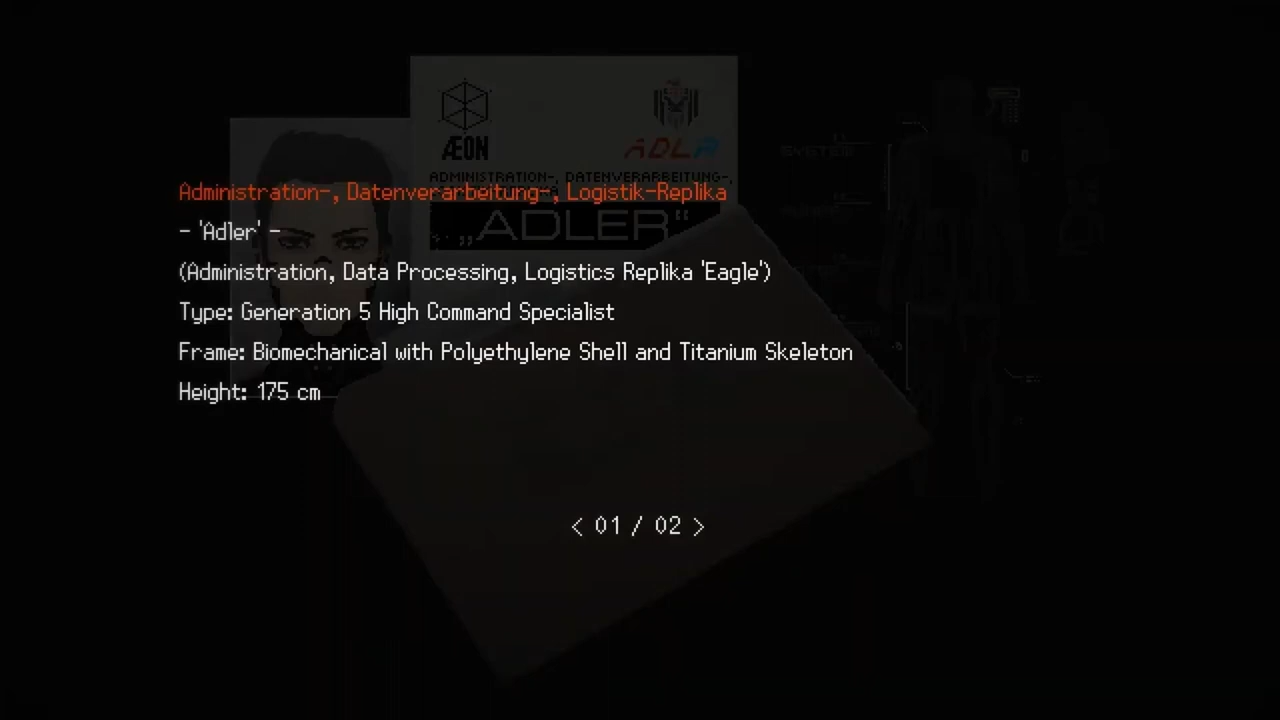 ÆON
ADLR
ADMINISTRATION-, DATENVERARBEITUNG-,
„ADLER“
SYSTEM
Administration-, Datenverarbeitung-, Logistik-Replika
- 'Adler' -
(Administration, Data Processing, Logistics Replika 'Eagle')
Type: Generation 5 High Command Specialist
Frame: Biomechanical with Polyethylene Shell and Titanium Skeleton
Height: 175 cm
< 01 / 02 >